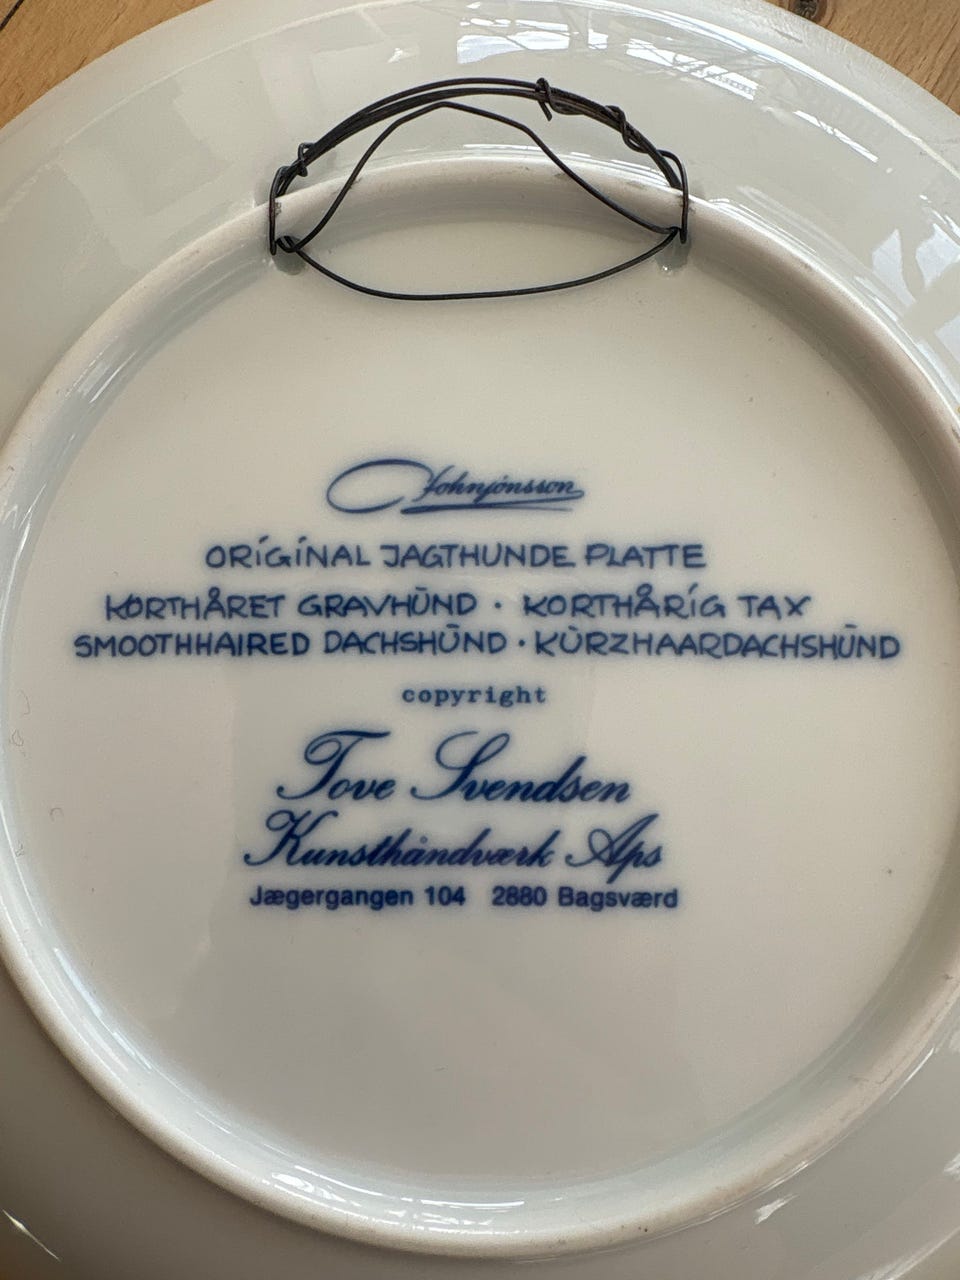 Johnjónsson
ORÍGÍNAL JAGTHUNDE PLATTE
KORTHÅRET GRAVHŪND · KORTHÅRÍG TAX
SMOOTHHAIRED DACHSHŪND · KŪRZHAARDACHSHŪND
copyright
Tove Svendsen
Kunsthåndværk Aps
Jægergangen 104 2880 Bagsværd